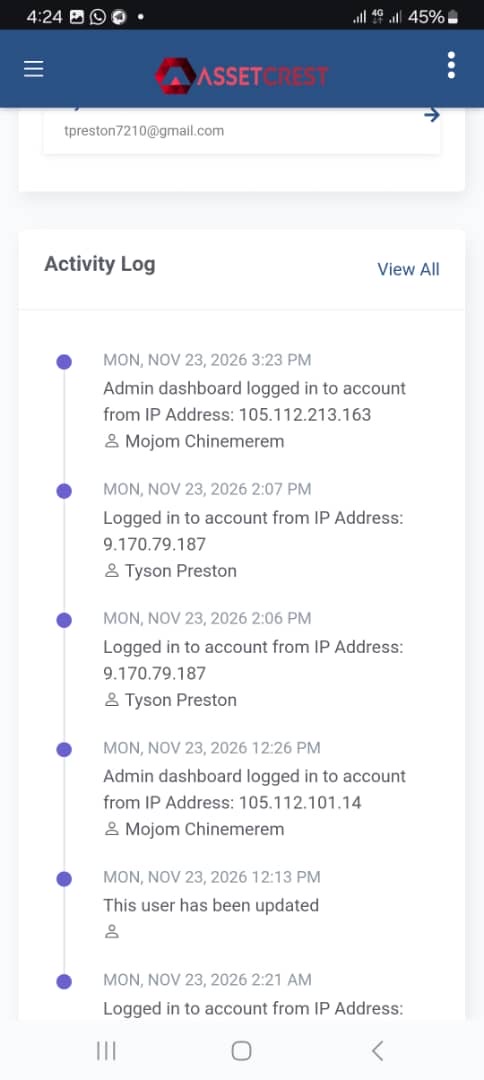 4:24
4G
45%
ASSETCREST
tpreston7210@gmail.com
Activity Log
View All
MON, NOV 23, 2026 3:23 PM
Admin dashboard logged in to account
from IP Address: 105.112.213.163
Mojom Chinemerem
MON, NOV 23, 2026 2:07 PM
Logged in to account from IP Address:
9.170.79.187
Tyson Preston
MON, NOV 23, 2026 2:06 PM
Logged in to account from IP Address:
9.170.79.187
Tyson Preston
MON, NOV 23, 2026 12:26 PM
Admin dashboard logged in to account
from IP Address: 105.112.101.14
Mojom Chinemerem
MON, NOV 23, 2026 12:13 PM
This user has been updated
MON, NOV 23, 2026 2:21 AM
Logged in to account from IP Address: